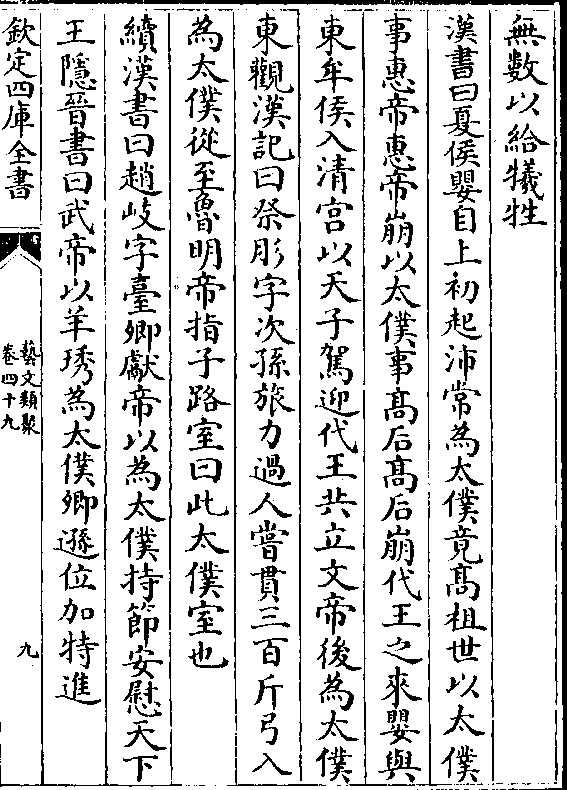 無數以給犧牲
漢書曰夏侯嬰自上初起沛常為太僕竟髙祖世以太僕
事惠帝惠帝崩以太僕事髙后髙后崩代王之來嬰與
東牟侯入清宫以天子駕迎代王共立文帝後為太僕
東觀漢記曰祭肜字次孫旅力過人嘗貫三百斤弓入
為太僕從至魯明帝指子路室曰此太僕室也
續漢書曰趙岐字臺卿獻帝以為太僕持節安慰天下
王隱晉書曰武帝以羊琇為太僕卿遜位加特進
欽定四庫全書
藝文類聚
卷四十九
九